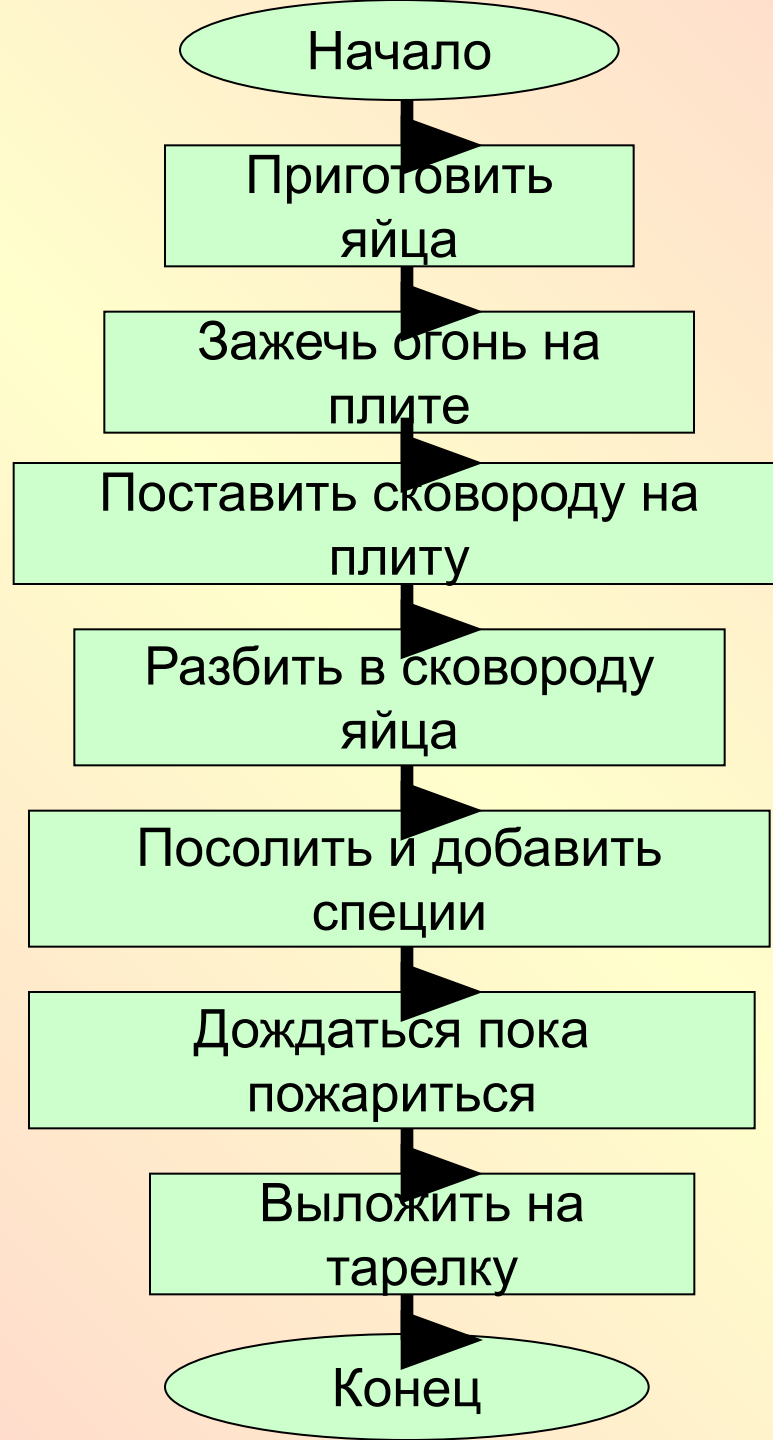 Начало
Приготовить
яйца
Зажечь огонь на
плите
Поставить сковороду на
плиту
Разбить в сковороду
яйца
Посолить и добавить
специи
Дождаться пока
пожариться
Выложить на
тарелку
Конец